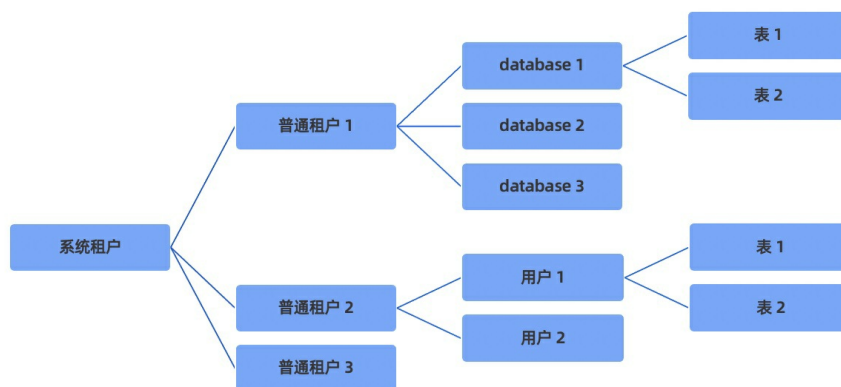 系统租户
普通租户 1
database 1
表 1
表 2
database 2
database 3
普通租户 2
用户 1
表 1
表 2
用户 2
普通租户 3